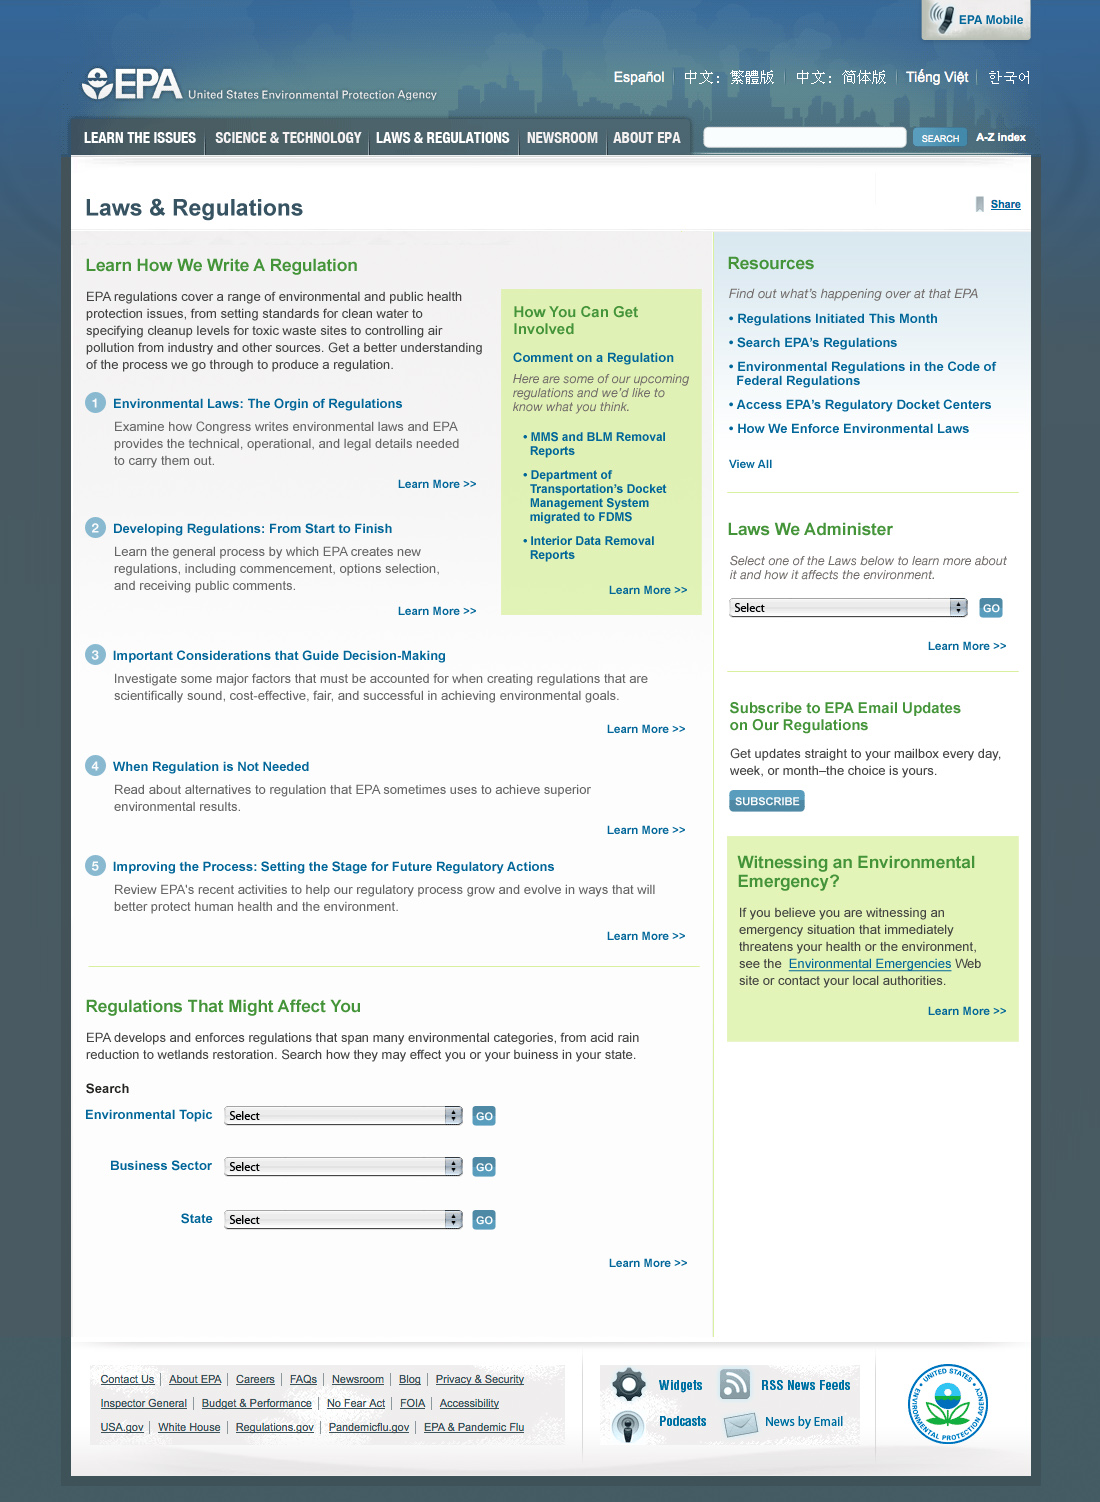 EPA Mobile
EPA United States Environmental Protection Agency
Español 中文: 繁體版 中文: 简体版 Tiếng Việt 한국어
LEARN THE ISSUES SCIENCE & TECHNOLOGY LAWS & REGULATIONS NEWSROOM ABOUT EPA SEARCH A-Z index
Laws & Regulations
Share
Learn How We Write A Regulation
EPA regulations cover a range of environmental and public health
protection issues, from setting standards for clean water to
specifying cleanup levels for toxic waste sites to controlling air
pollution from industry and other sources. Get a better understanding
of the process we go through to produce a regulation.
1 Environmental Laws: The Orgin of Regulations
Examine how Congress writes environmental laws and EPA
provides the technical, operational, and legal details needed
to carry them out.
Learn More >>
2 Developing Regulations: From Start to Finish
Learn the general process by which EPA creates new
regulations, including commencement, options selection,
and receiving public comments.
Learn More >>
How You Can Get
Involved
Comment on a Regulation
Here are some of our upcoming
regulations and we'd like to
know what you think.
• MMS and BLM Removal
Reports
• Department of
Transportation's Docket
Management System
migrated to FDMS
• Interior Data Removal
Reports
Learn More >>
3 Important Considerations that Guide Decision-Making
Investigate some major factors that must be accounted for when creating regulations that are
scientifically sound, cost-effective, fair, and successful in achieving environmental goals.
Learn More >>
4 When Regulation is Not Needed
Read about alternatives to regulation that EPA sometimes uses to achieve superior
environmental results.
Learn More >>
5 Improving the Process: Setting the Stage for Future Regulatory Actions
Review EPA's recent activities to help our regulatory process grow and evolve in ways that will
better protect human health and the environment.
Learn More >>
Regulations That Might Affect You
EPA develops and enforces regulations that span many environmental categories, from acid rain
reduction to wetlands restoration. Search how they may effect you or your buiness in your state.
Search
Environmental Topic Select GO
Business Sector Select GO
State Select GO
Learn More >>
Resources
Find out what's happening over at that EPA
• Regulations Initiated This Month
• Search EPA's Regulations
• Environmental Regulations in the Code of
Federal Regulations
• Access EPA's Regulatory Docket Centers
• How We Enforce Environmental Laws
View All
Laws We Administer
Select one of the Laws below to learn more about
it and how it affects the environment.
Select GO
Learn More >>
Subscribe to EPA Email Updates
on Our Regulations
Get updates straight to your mailbox every day,
week, or month–the choice is yours.
SUBSCRIBE
Witnessing an Environmental
Emergency?
If you believe you are witnessing an
emergency situation that immediately
threatens your health or the environment,
see the Environmental Emergencies Web
site or contact your local authorities.
Learn More >>
Contact Us About EPA Careers FAQs Newsroom Blog Privacy & Security
Inspector General Budget & Performance No Fear Act FOIA Accessibility
USA.gov White House Regulations.gov Pandemicflu.gov EPA & Pandemic Flu
Widgets RSS News Feeds
Podcasts News by Email
UNITED STATES
ENVIRONMENTAL PROTECTION AGENCY